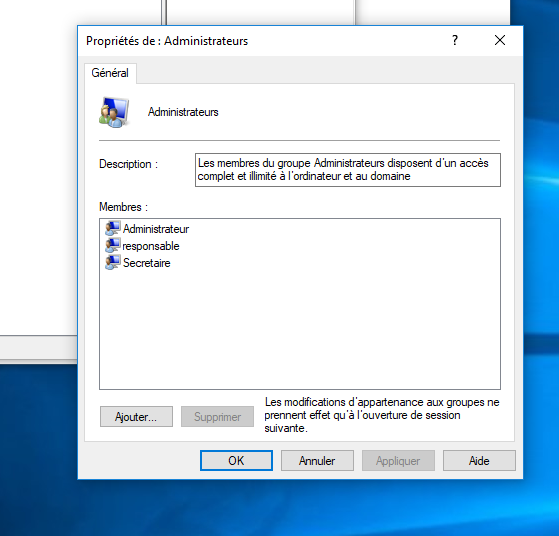 Propriétés de : Administrateurs
?
Général
Administrateurs
Description :
Les membres du groupe Administrateurs disposent d'un accès
complet et illimité à l'ordinateur et au domaine
Membres :
Administrateur
responsable
Secretaire
Ajouter...
Supprimer
Les modifications d'appartenance aux groupes ne
prennent effet qu'à l'ouverture de session
suivante.
OK
Annuler
Appliquer
Aide